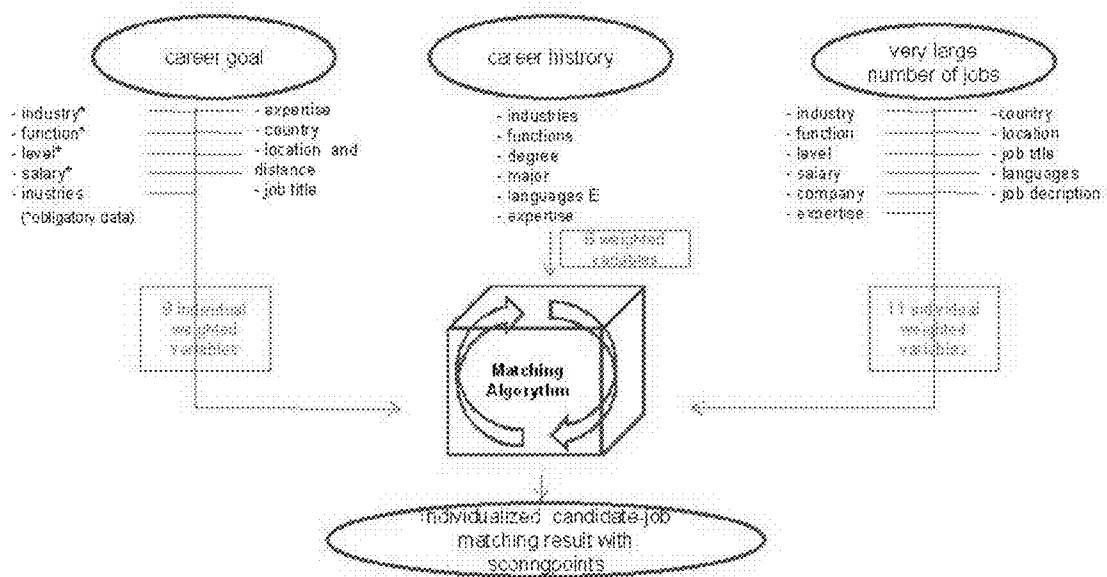 career goal
- industry*
- function*
- level*
- salary*
- inustries
(*obligatory data)
- expertise
- country
- location and
distance
- job title
9 individual
weighted
variables
career histrory
- industries
- functions
- degree
- major
- languages E
- expertise
6 weighted
variables
very large
number of jobs
- industry
- function
- level
- salary
- company
- expertise
-country
- location
- job title
- languages
- job decription
11 individual
weighted
variables
Matching
Algorythm
individualized candidate-job
matching result with
scoringpoints